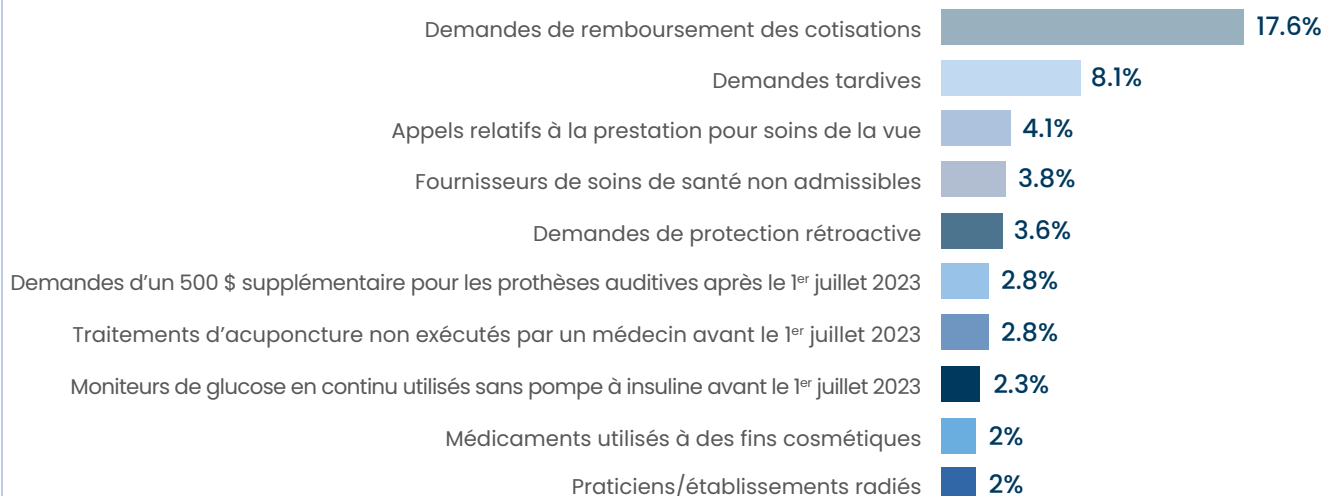 Demandes de remboursement des cotisations 17.6%
Demandes tardives 8.1%
Appels relatifs à la prestation pour soins de la vue 4.1%
Fournisseurs de soins de santé non admissibles 3.8%
Demandes de protection rétroactive 3.6%
Demandes d’un 500 $ supplémentaire pour les prothèses auditives après le 1er juillet 2023 2.8%
Traitements d’acuponcture non exécutés par un médecin avant le 1er juillet 2023 2.8%
Moniteurs de glucose en continu utilisés sans pompe à insuline avant le 1er juillet 2023 2.3%
Médicaments utilisés à des fins cosmétiques 2%
Praticiens/établissements radiés 2%